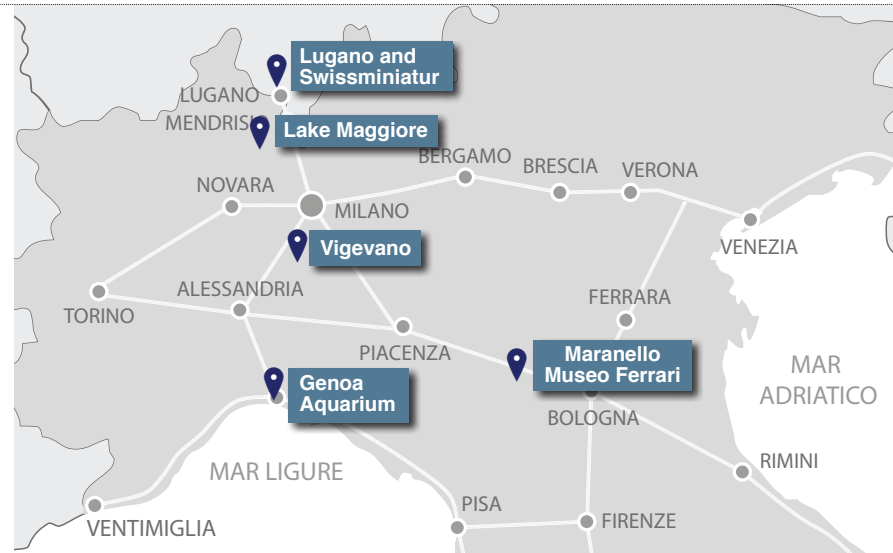 Lugano and
Swissminiatur
LUGANO
MENDRISI
Lake Maggiore
BERGAMO
BRESCIA
VERONA
NOVARA
MILANO
VENEZIA
Vigevano
ALESSANDRIA
TORINO
FERRARA
PIACENZA
Maranello
Museo Ferrari
MAR
ADRIATICO
Genoa
Aquarium
BOLOGNA
MAR LIGURE
RIMINI
PISA
VENTIMIGLIA
FIRENZE